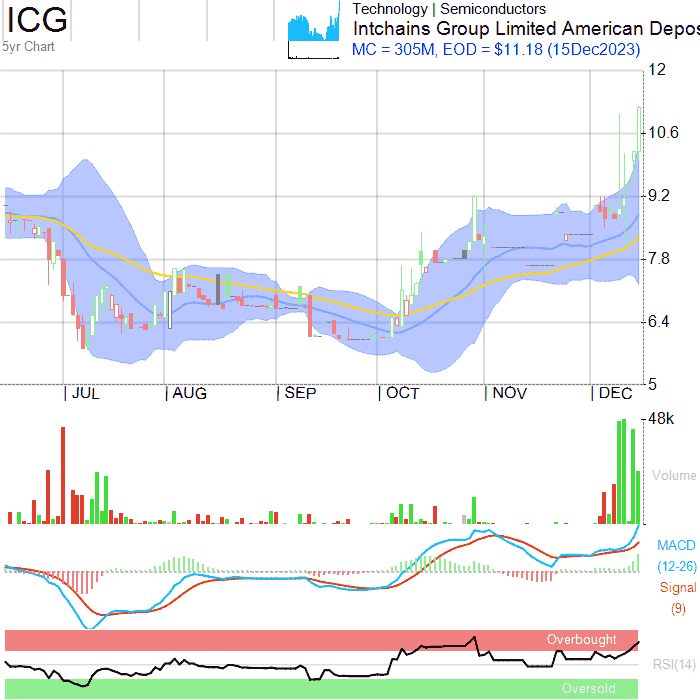 ICG
5yr Chart
Technology | Semiconductors
Intchains Group Limited American Depos
MC = 305M, EOD = $11.18 (15Dec2023)
12
10.6
9.2
7.8
6.4
5
JUL AUG SEP OCT NOV DEC
48k
Volume
MACD
(12-26)
Signal
(9)
Overbought
RSI(14)
Oversold